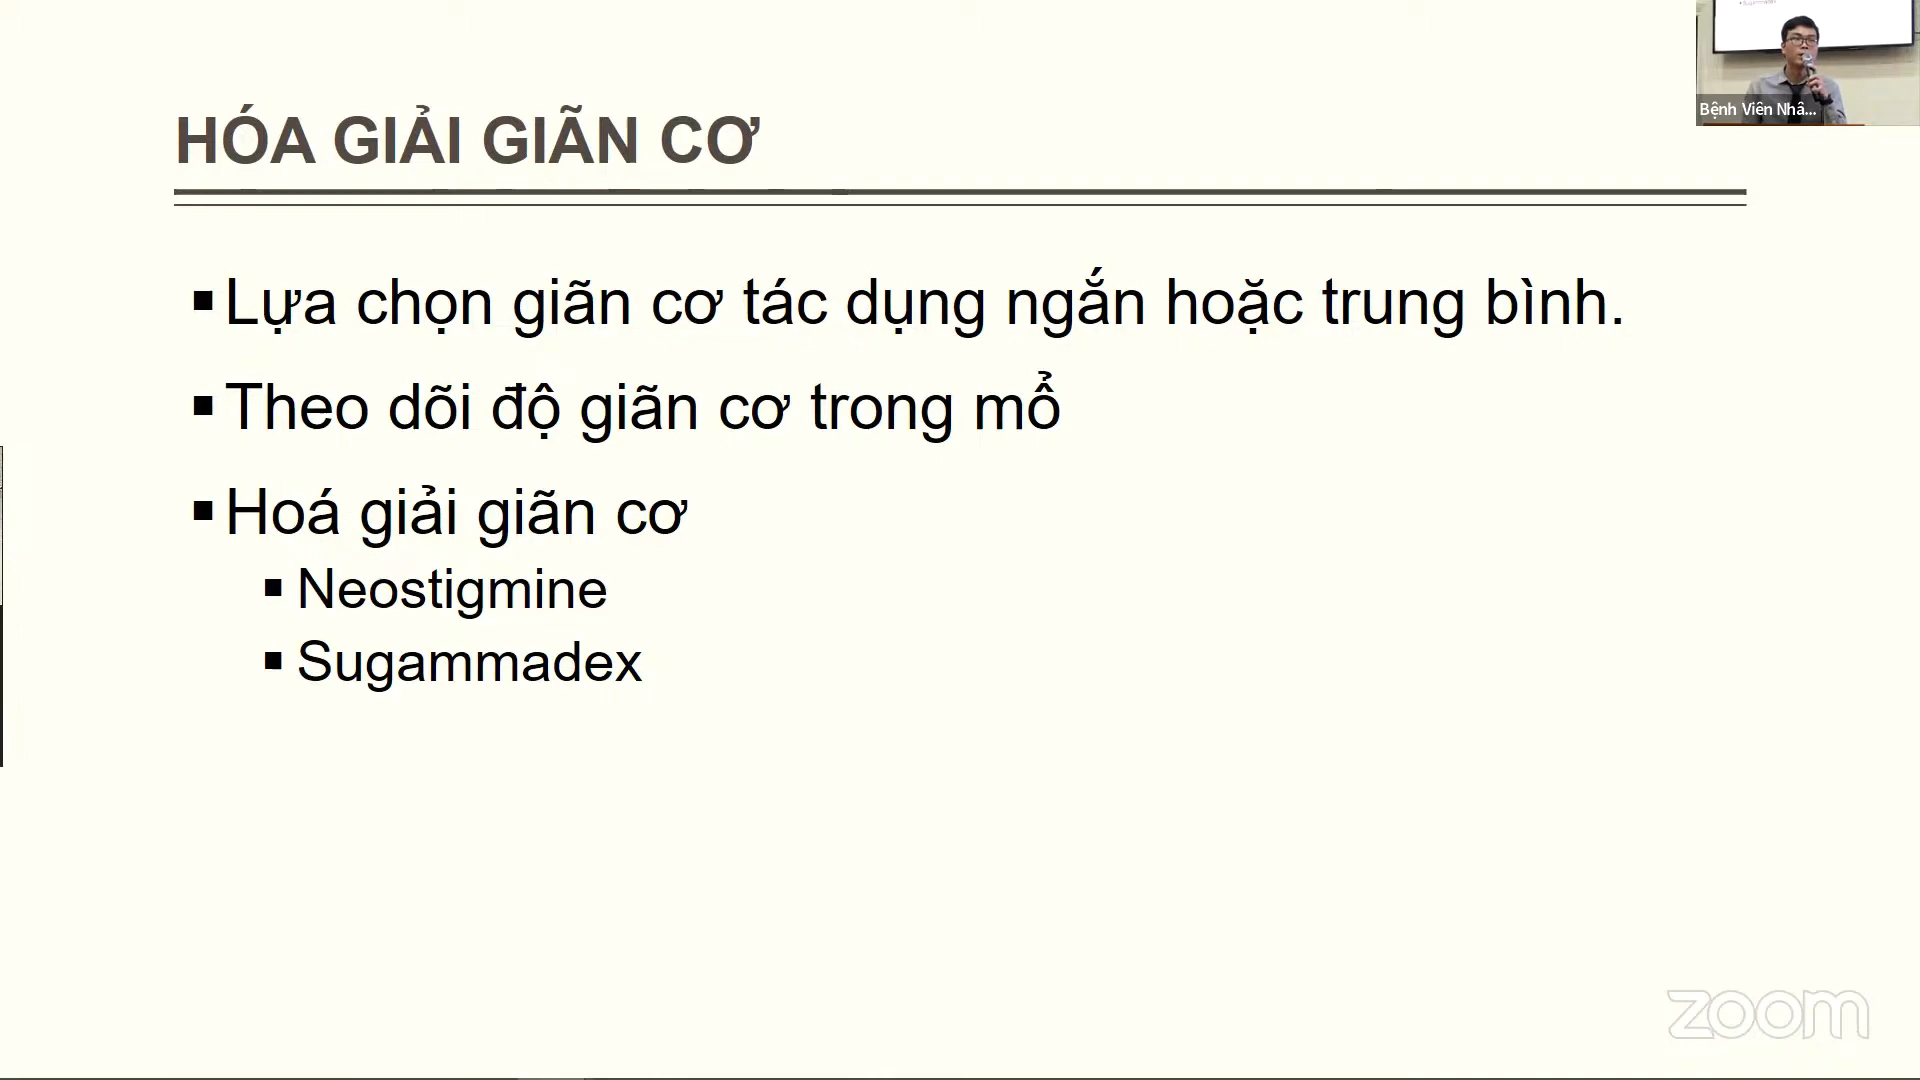 Bệnh Viện Nhâ...
HÓA GIẢI GIÃN CƠ
▪ Lựa chọn giãn cơ tác dụng ngắn hoặc trung bình.
▪ Theo dõi độ giãn cơ trong mổ
▪ Hoá giải giãn cơ
▪ Neostigmine
▪ Sugammadex
zoom